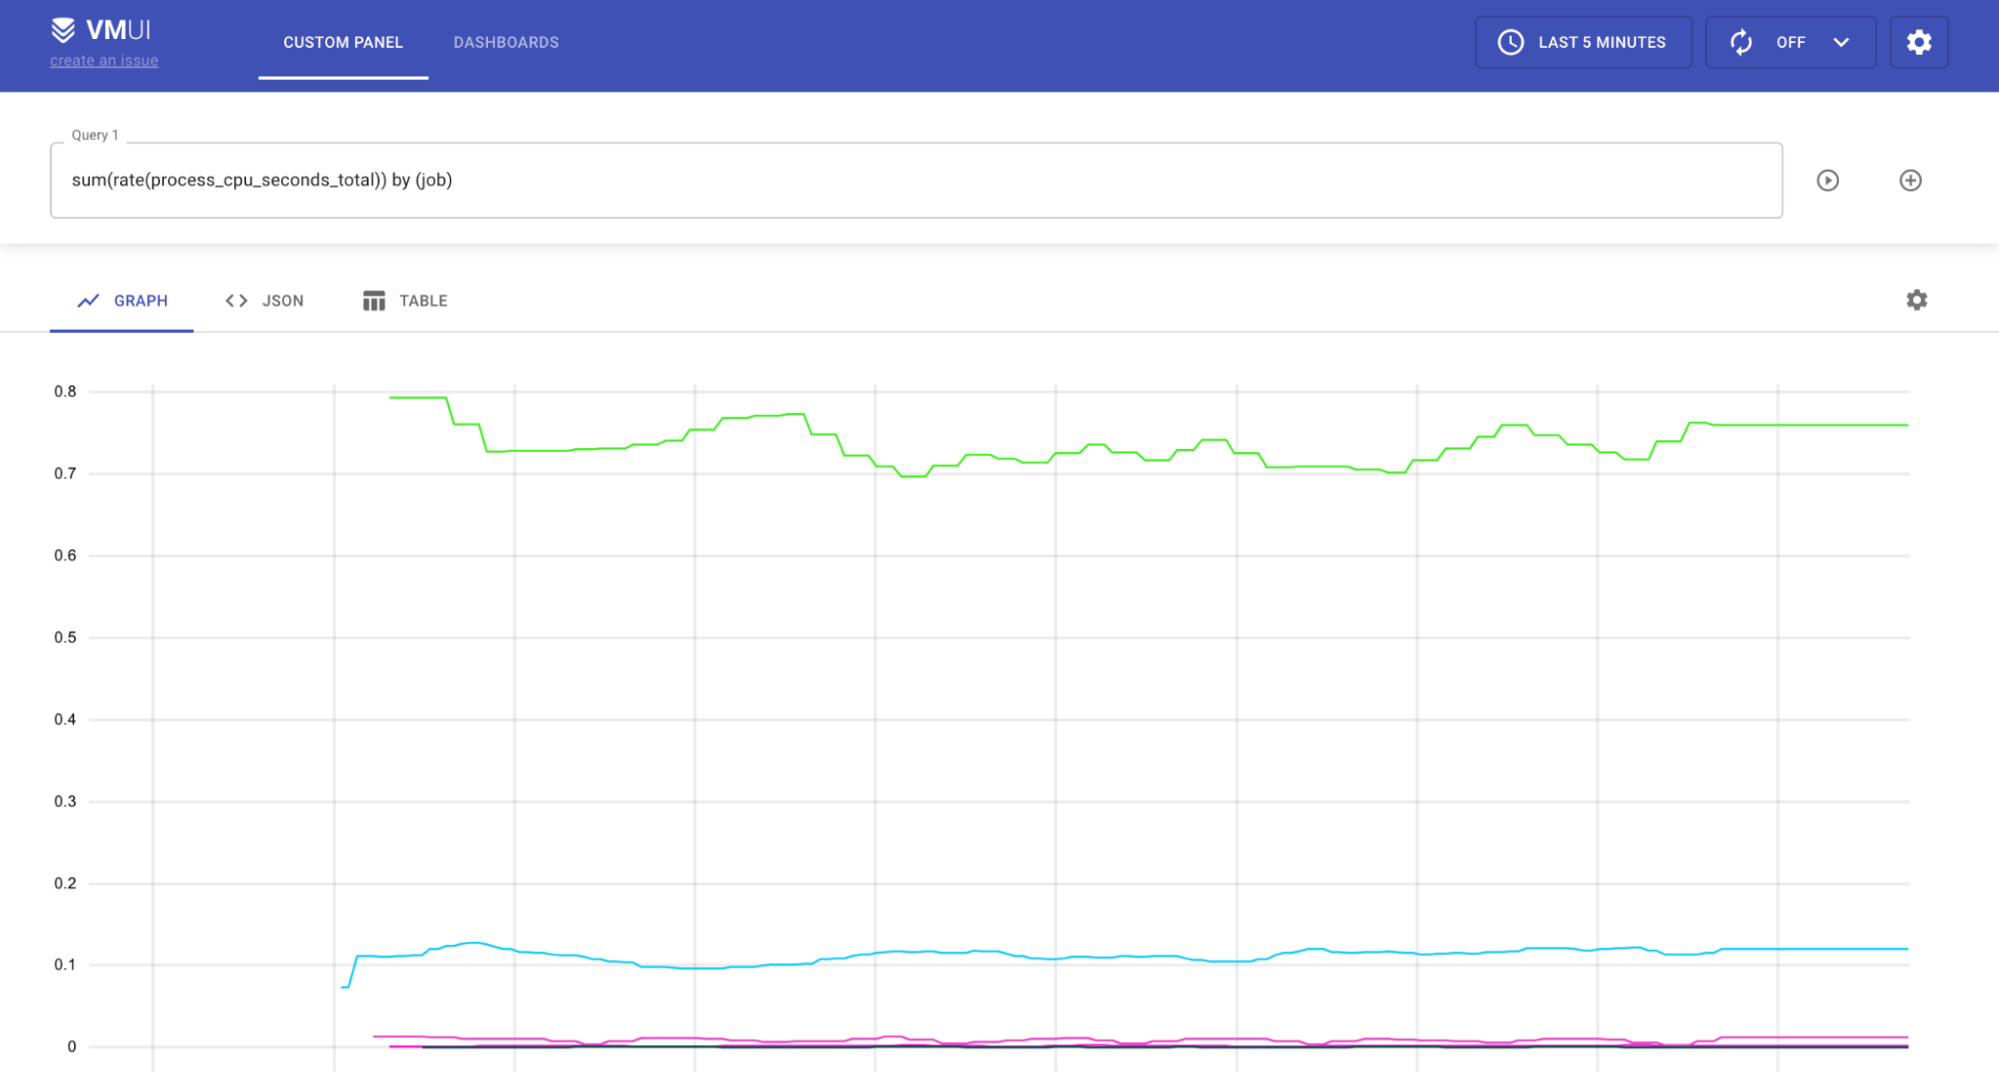 VMUI
create an issue
CUSTOM PANEL
DASHBOARDS
LAST 5 MINUTES
OFF
Query 1
sum(rate(process_cpu_seconds_total)) by (job)
GRAPH
JSON
TABLE
0.8
0.7
0.6
0.5
0.4
0.3
0.2
0.1
0